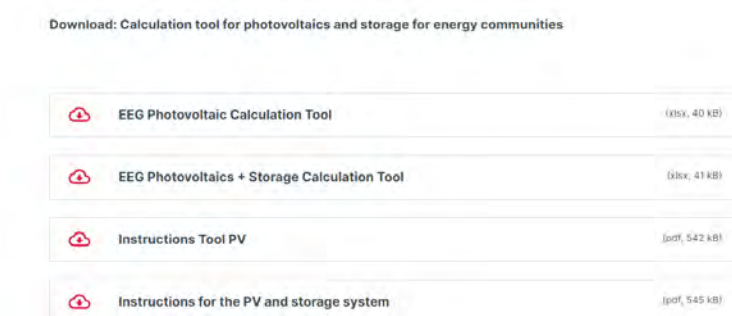 Download: Calculation tool for photovoltaics and storage for energy communities
EEG Photovoltaic Calculation Tool (xlsx, 40 kB)
EEG Photovoltaics + Storage Calculation Tool (xlsx, 41 kB)
Instructions Tool PV (pdf, 542 kB)
Instructions for the PV and storage system (pdf, 545 kB)